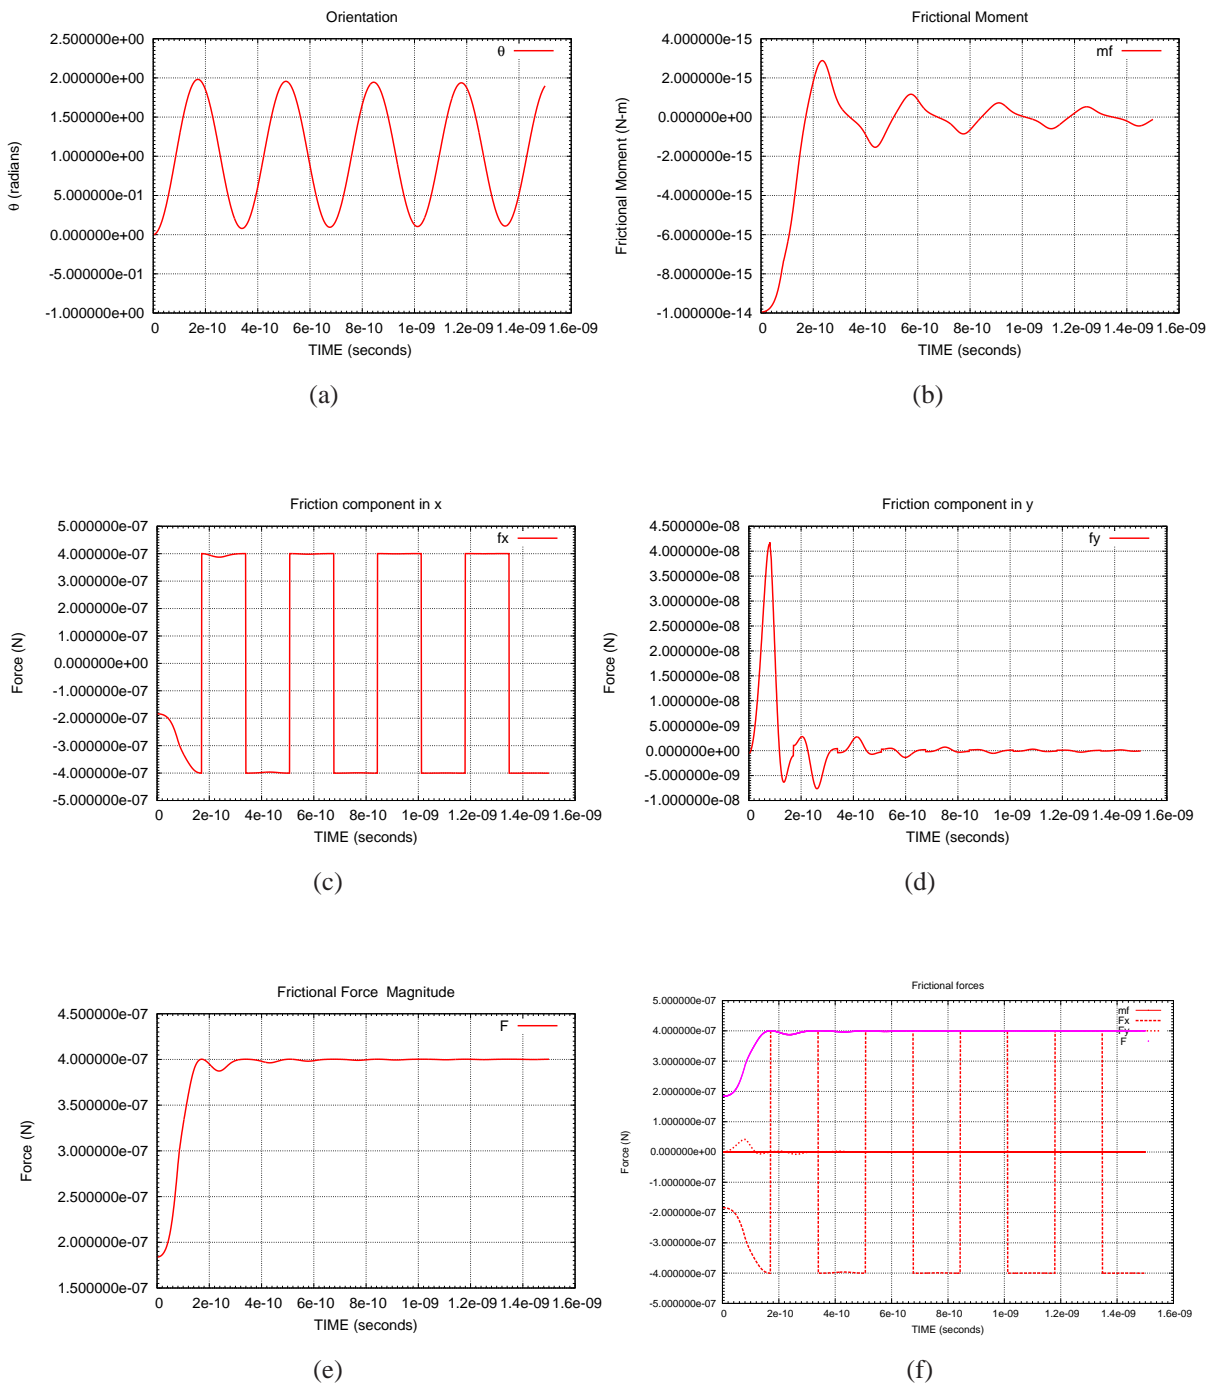 Orientation
θ
2.500000e+00
2.000000e+00
1.500000e+00
1.000000e+00
5.000000e-01
0.000000e+00
-5.000000e-01
-1.000000e+00
θ (radians)
0 2e-10 4e-10 6e-10 8e-10 1e-09 1.2e-09 1.4e-09 1.6e-09
TIME (seconds)
(a)
Frictional Moment
mf
4.000000e-15
2.000000e-15
0.000000e+00
-2.000000e-15
-4.000000e-15
-6.000000e-15
-8.000000e-15
-1.000000e-14
Frictional Moment (N-m)
0 2e-10 4e-10 6e-10 8e-10 1e-09 1.2e-09 1.4e-09 1.6e-09
TIME (seconds)
(b)
Friction component in x
fx
5.000000e-07
4.000000e-07
3.000000e-07
2.000000e-07
1.000000e-07
0.000000e+00
-1.000000e-07
-2.000000e-07
-3.000000e-07
-4.000000e-07
-5.000000e-07
Force (N)
0 2e-10 4e-10 6e-10 8e-10 1e-09 1.2e-09 1.4e-09 1.6e-09
TIME (seconds)
(c)
Friction component in y
fy
4.500000e-08
4.000000e-08
3.500000e-08
3.000000e-08
2.500000e-08
2.000000e-08
1.500000e-08
1.000000e-08
5.000000e-09
0.000000e+00
-5.000000e-09
-1.000000e-08
Force (N)
0 2e-10 4e-10 6e-10 8e-10 1e-09 1.2e-09 1.4e-09 1.6e-09
TIME (seconds)
(d)
Frictional Force Magnitude
F
4.500000e-07
4.000000e-07
3.500000e-07
3.000000e-07
2.500000e-07
2.000000e-07
1.500000e-07
Force (N)
0 2e-10 4e-10 6e-10 8e-10 1e-09 1.2e-09 1.4e-09 1.6e-09
TIME (seconds)
(e)
Frictional forces
mf
Fx
Fy
F
5.000000e-07
4.000000e-07
3.000000e-07
2.000000e-07
1.000000e-07
0.000000e+00
-1.000000e-07
-2.000000e-07
-3.000000e-07
-4.000000e-07
-5.000000e-07
Force (N)
0 2e-10 4e-10 6e-10 8e-10 1e-09 1.2e-09 1.4e-09 1.6e-09
TIME (seconds)
(f)